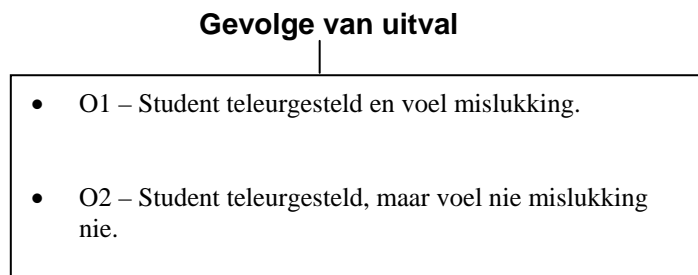 Gevolge van uitval
• O1 – Student teleurgesteld en voel mislukking.
• O2 – Student teleurgesteld, maar voel nie mislukking
nie.